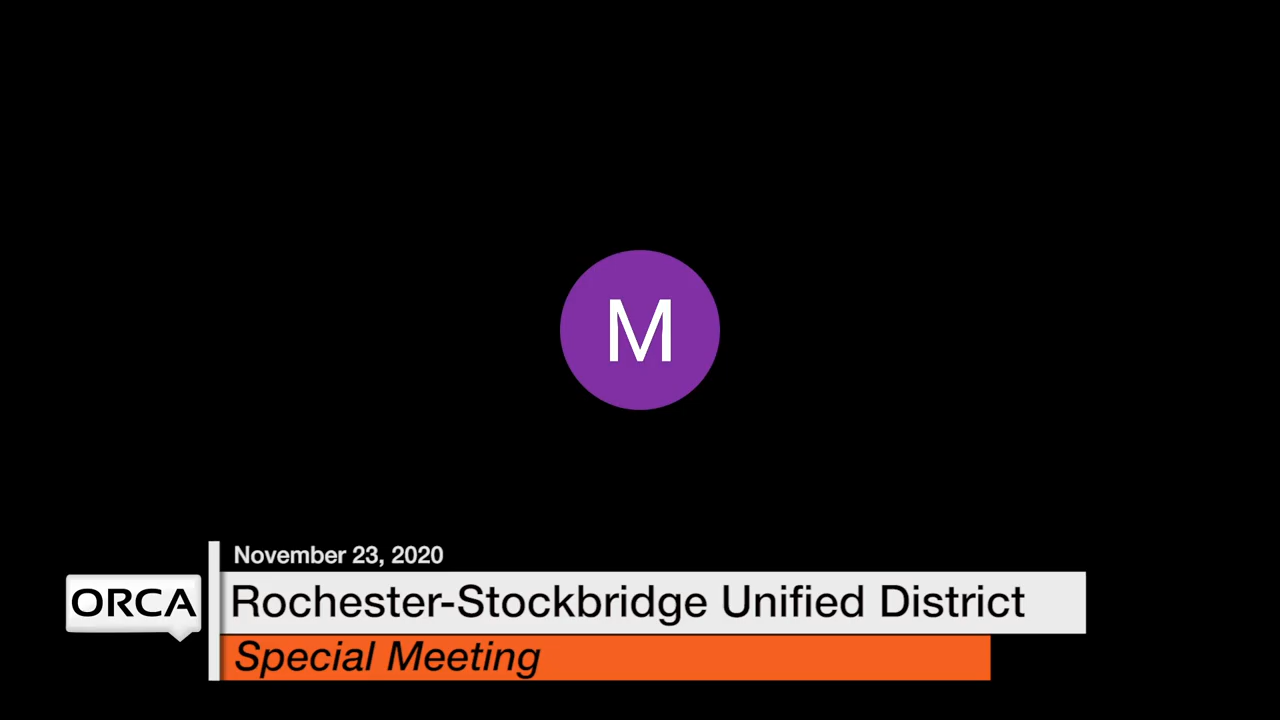 M
November 23, 2020
ORCA
Rochester-Stockbridge Unified District
Special Meeting